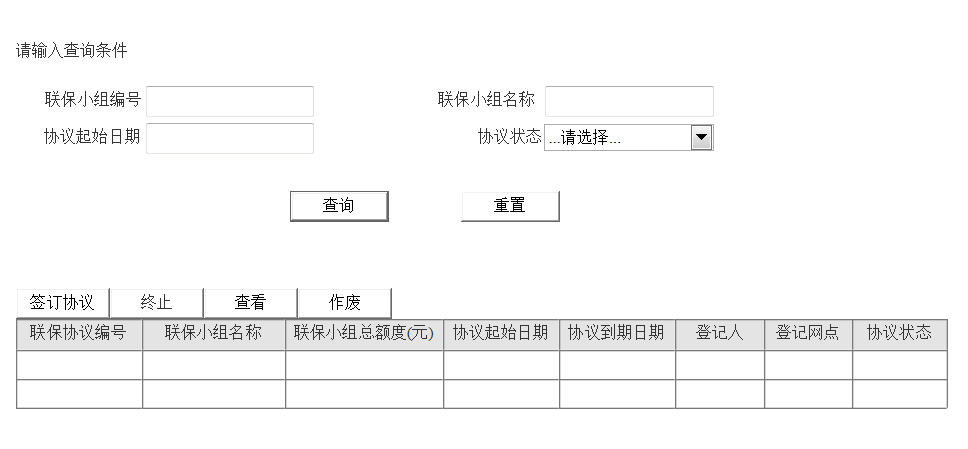 请输入查询条件
联保小组编号 联保小组名称
协议起始日期 协议状态 ...请选择...
查询 重置
签订协议 终止 查看 作废
联保协议编号 联保小组名称 联保小组总额度(元) 协议起始日期 协议到期日期 登记人 登记网点 协议状态